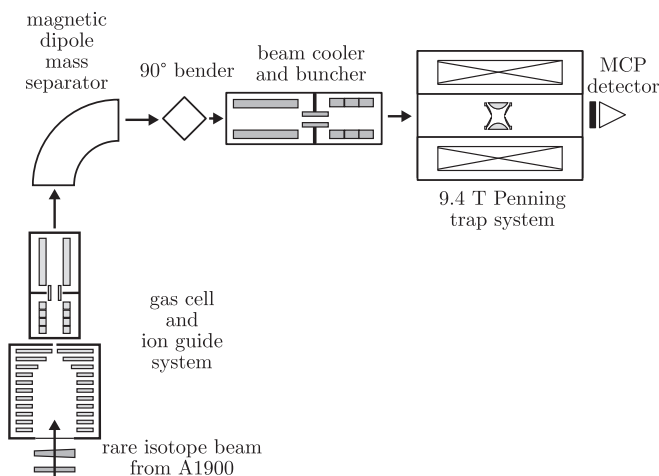 magnetic
dipole
mass
separator
90° bender
beam cooler
and buncher
MCP
detector
9.4 T Penning
trap system
gas cell
and
ion guide
system
rare isotope beam
from A1900